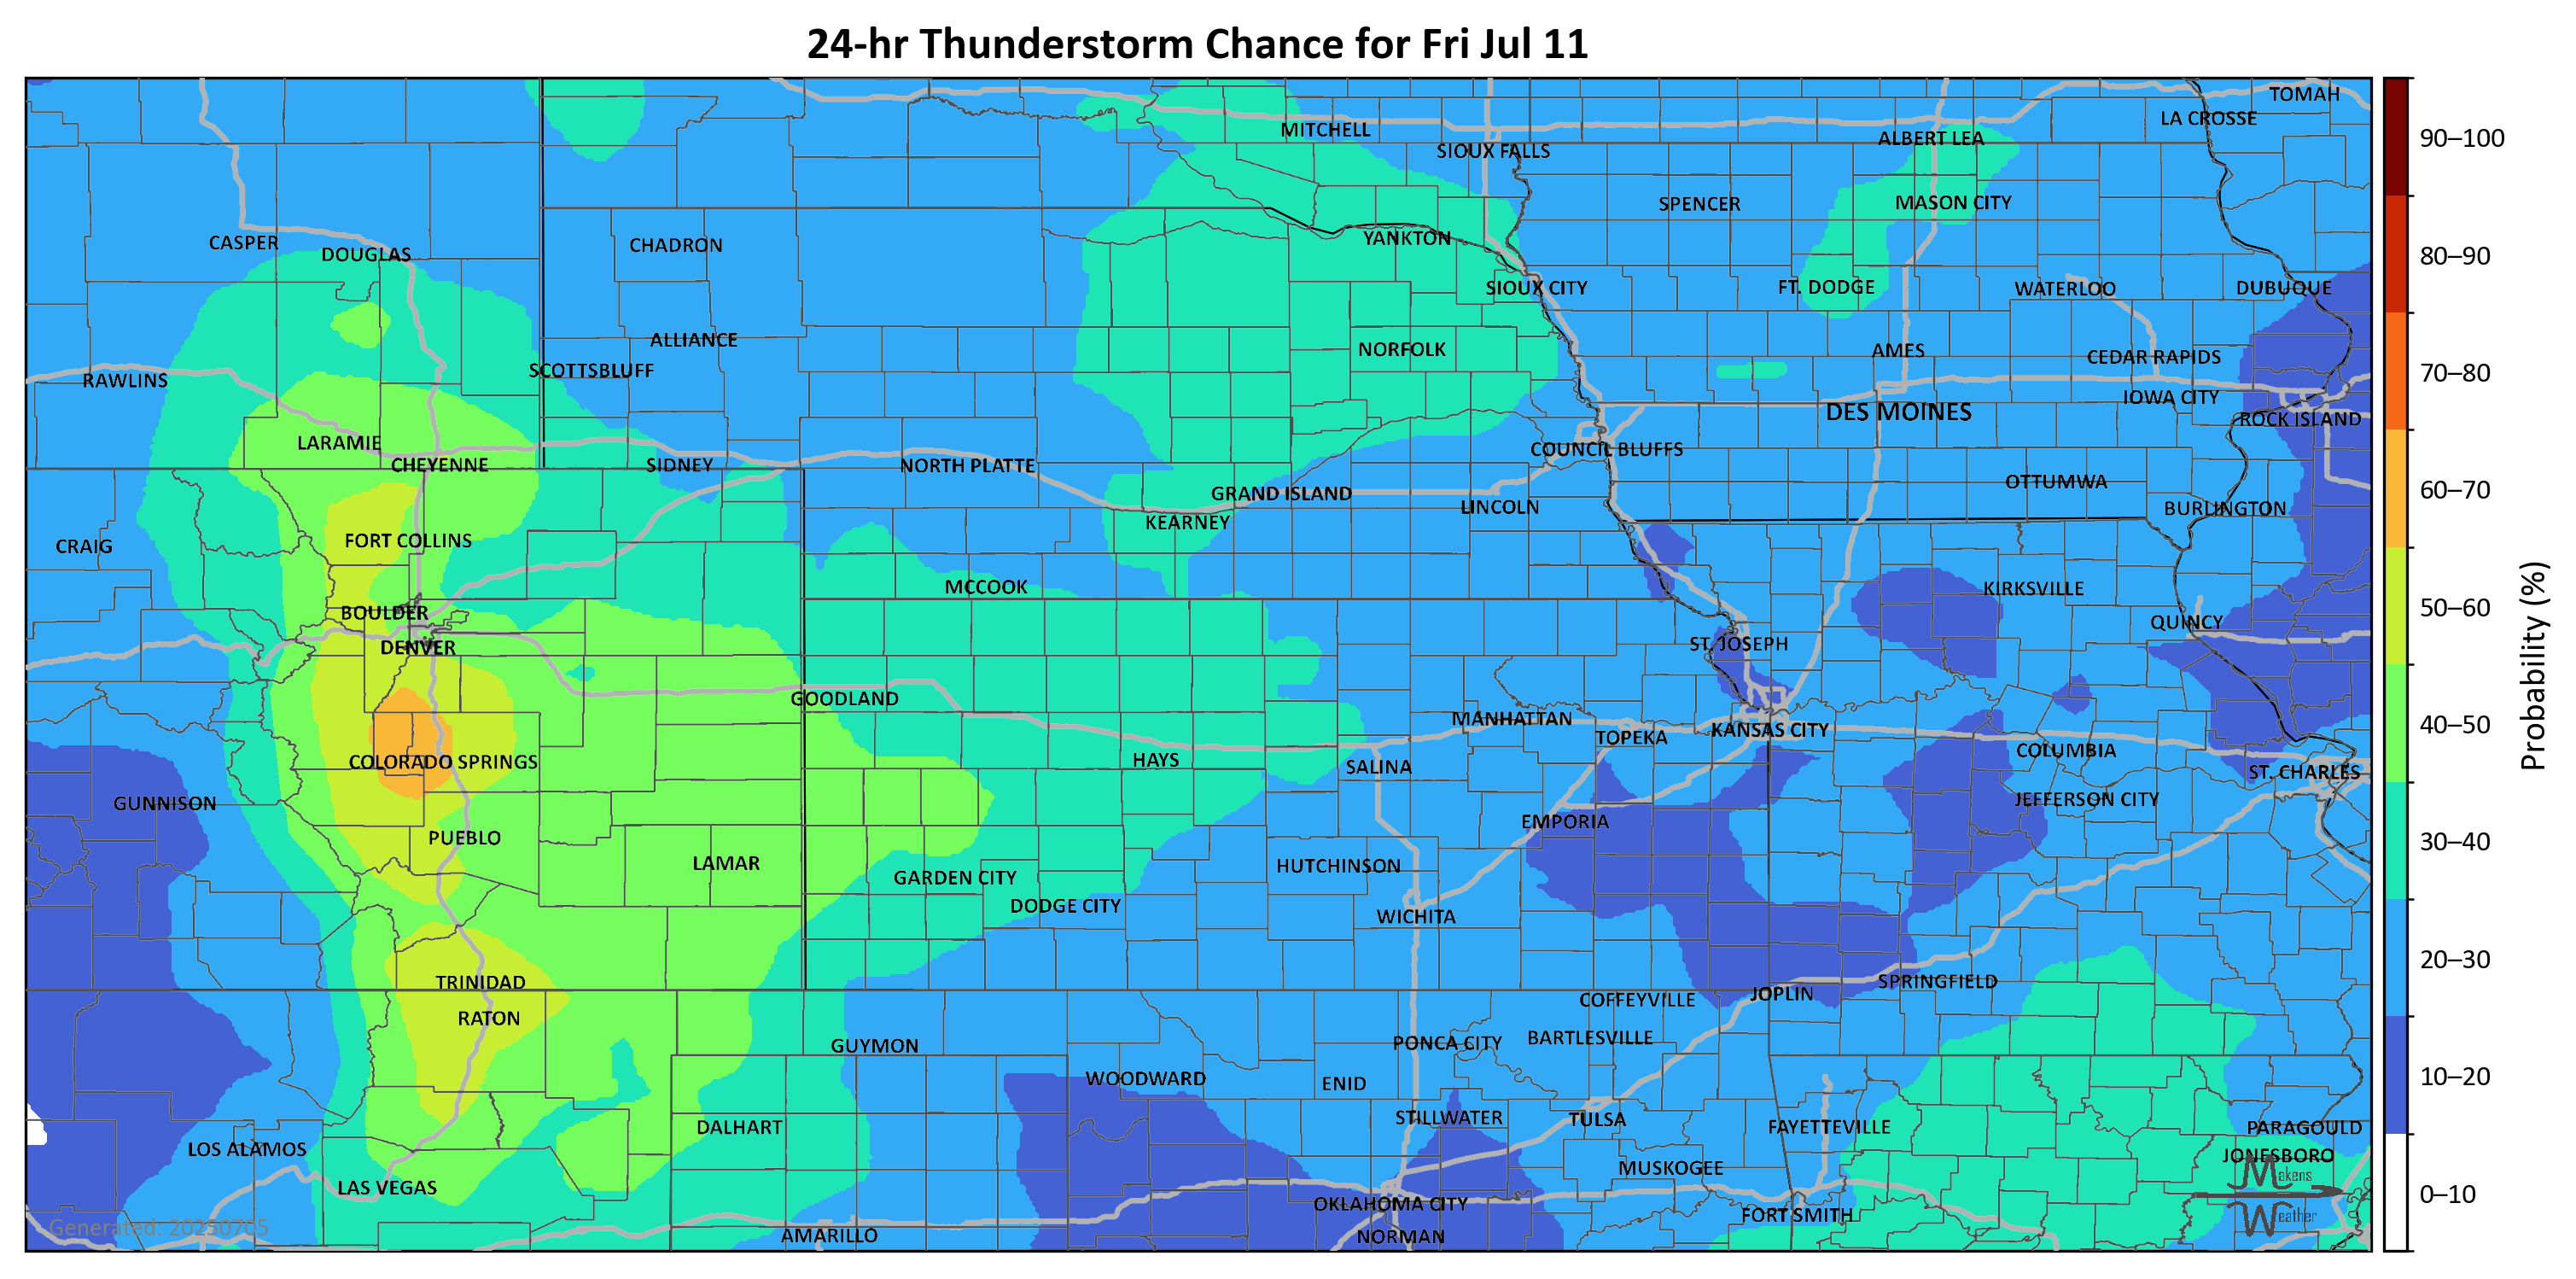 24-hr Thunderstorm Chance for Fri Jul 11
TOMAH
LA CROSSE
MITCHELL
ALBERT LEA
SIOUX FALLS
SPENCER
MASON CITY
CASPER
DOUGLAS
CHADRON
YANKTON
SIOUX CITY
FT. DODGE
WATERLOO
DUBUQUE
ALLIANCE
NORFOLK
AMES
CEDAR RAPIDS
RAWLINS
SCOTTSBLUFF
IOWA CITY
DES MOINES
ROCK ISLAND
LARAMIE
COUNCIL BLUFFS
CHEYENNE
SIDNEY
NORTH PLATTE
OTTUMWA
GRAND ISLAND
LINCOLN
BURLINGTON
KEARNEY
FORT COLLINS
CRAIG
MCCOOK
KIRKSVILLE
BOULDER
QUINCY
DENVER
ST. JOSEPH
GOODLAND
MANHATTAN
TOPEKA
KANSAS CITY
COLUMBIA
COLORADO SPRINGS
HAYS
SALINA
ST. CHARLES
GUNNISON
JEFFERSON CITY
EMPORIA
PUEBLO
LAMAR
HUTCHINSON
GARDEN CITY
DODGE CITY
WICHITA
TRINIDAD
SPRINGFIELD
JOPLIN
COFFEYVILLE
RATON
BARTLESVILLE
PONCA CITY
GUYMON
WOODWARD
ENID
STILLWATER
TULSA
DALHART
FAYETTEVILLE
PARAGOULD
LOS ALAMOS
JONESBORO
MUSKOGEE
LAS VEGAS
OKLAHOMA CITY
FORT SMITH
AMARILLO
NORMAN
Generated: 20250705
Makens
Weather
90–100
80–90
70–80
60–70
50–60
40–50
30–40
20–30
10–20
0–10
Probability (%)